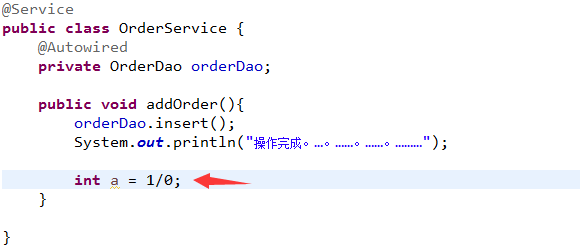 @Service
public class OrderService {
    @Autowired
    private OrderDao orderDao;
    public void addOrder(){
        orderDao.insert();
        System.out.println("操作完成。…。……。……。………");
        int a = 1/0;
    }
}